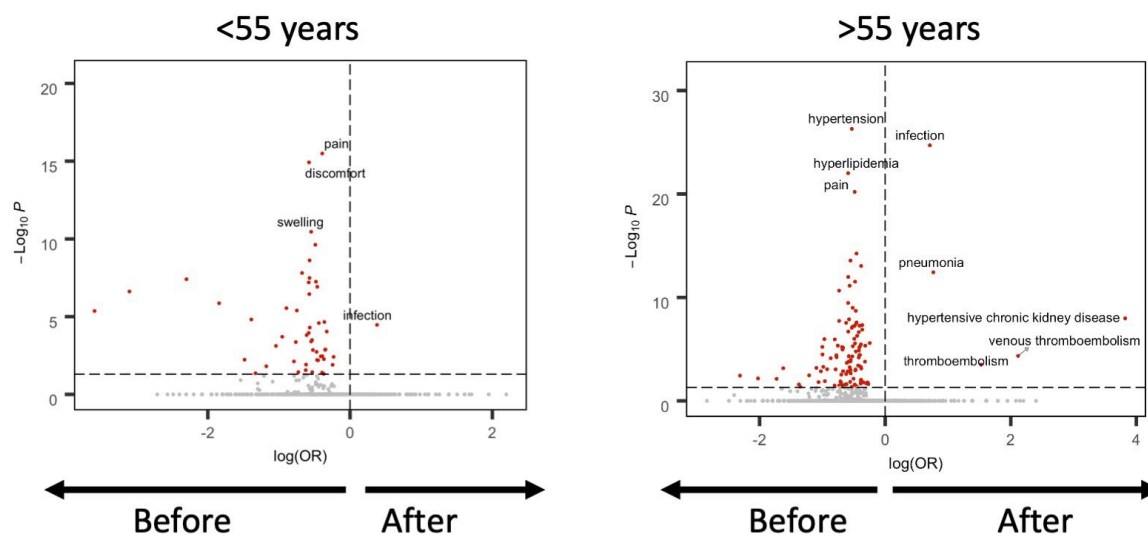 <55 years
20
15
10
5
0
-2
0
2
−Log10 P
log(OR)
pain
discomfort
swelling
infection
Before
After
>55 years
30
20
10
0
-2
0
2
4
−Log10 P
log(OR)
hypertension
infection
hyperlipidemia
pain
pneumonia
hypertensive chronic kidney disease
venous thromboembolism
thromboembolism
Before
After